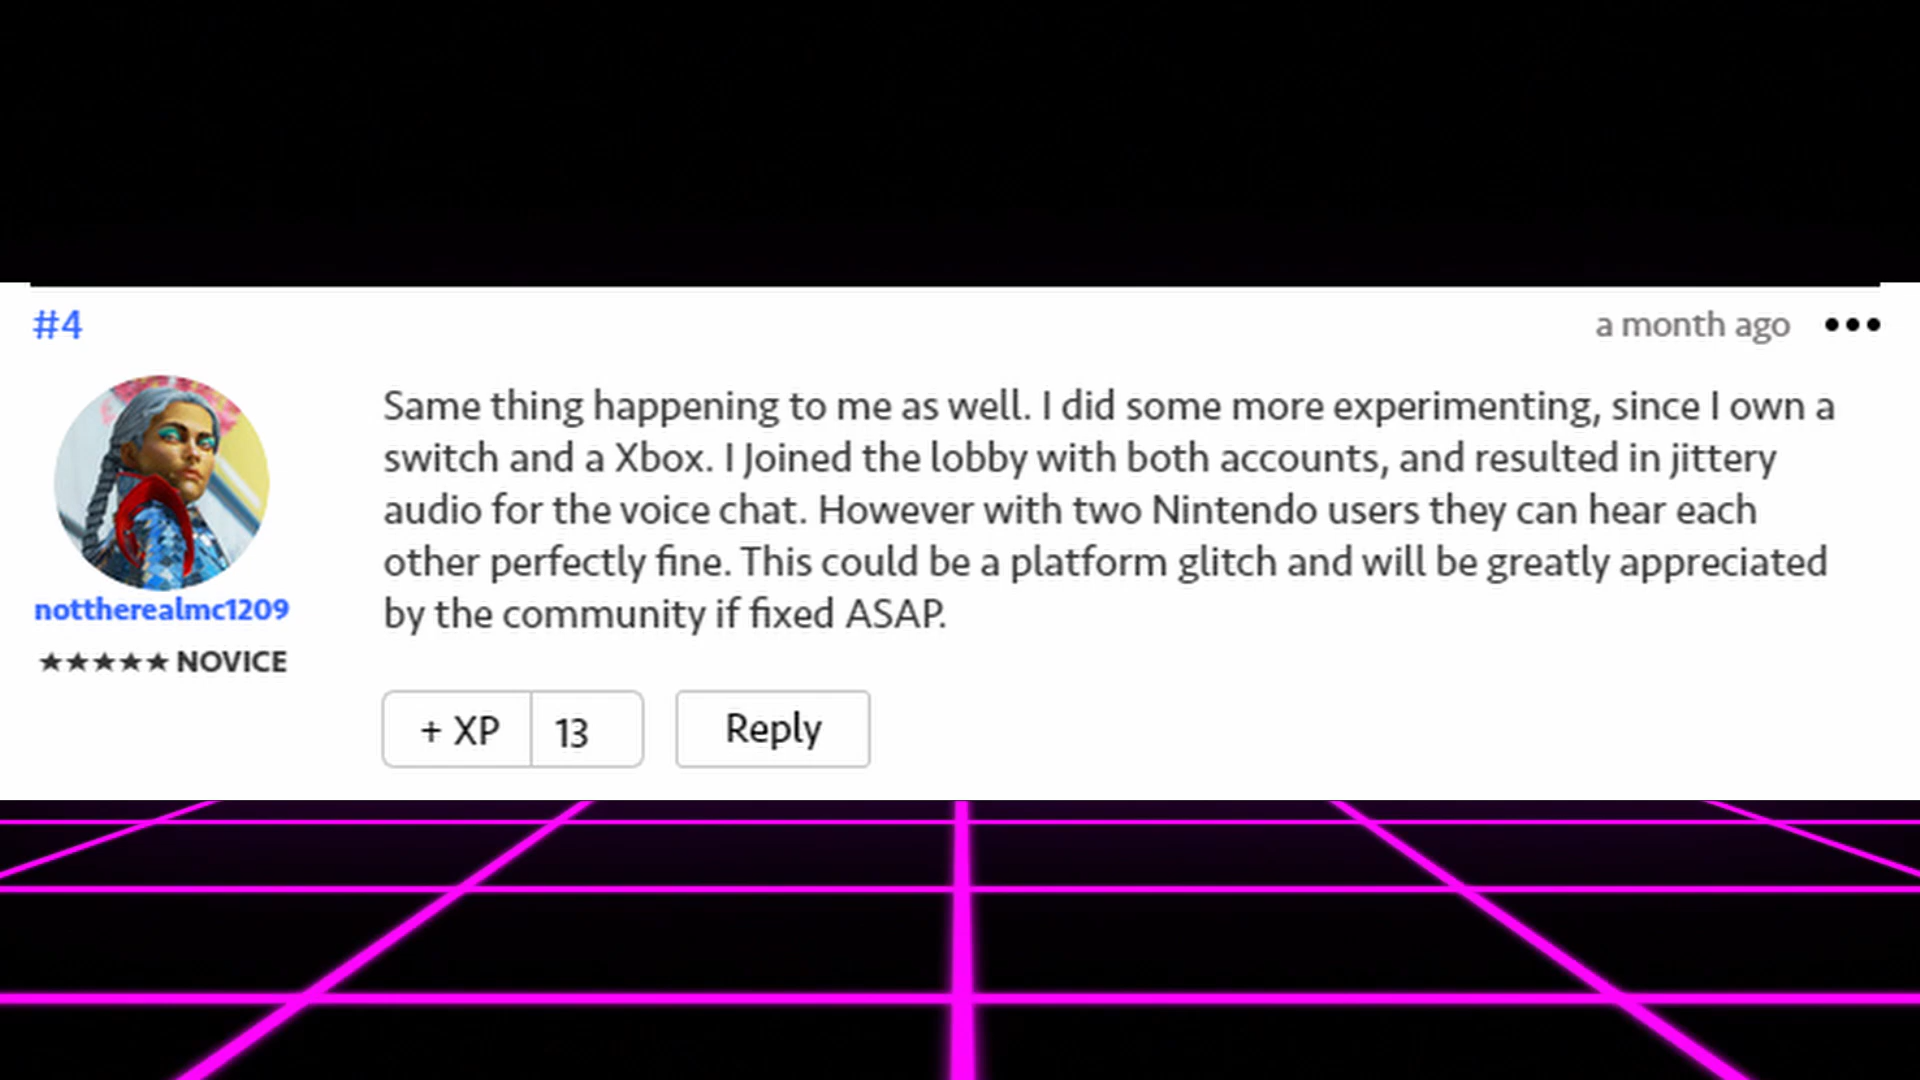 #4
a month ago
Same thing happening to me as well. I did some more experimenting, since I own a
switch and a Xbox. I Joined the lobby with both accounts, and resulted in jittery
audio for the voice chat. However with two Nintendo users they can hear each
other perfectly fine. This could be a platform glitch and will be greatly appreciated
by the community if fixed ASAP.
nottherealmc1209
★★★★★ NOVICE
+ XP 13
Reply